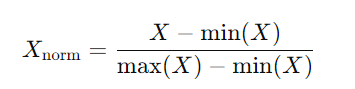 X_norm = (X − min(X)) / (max(X) − min(X))